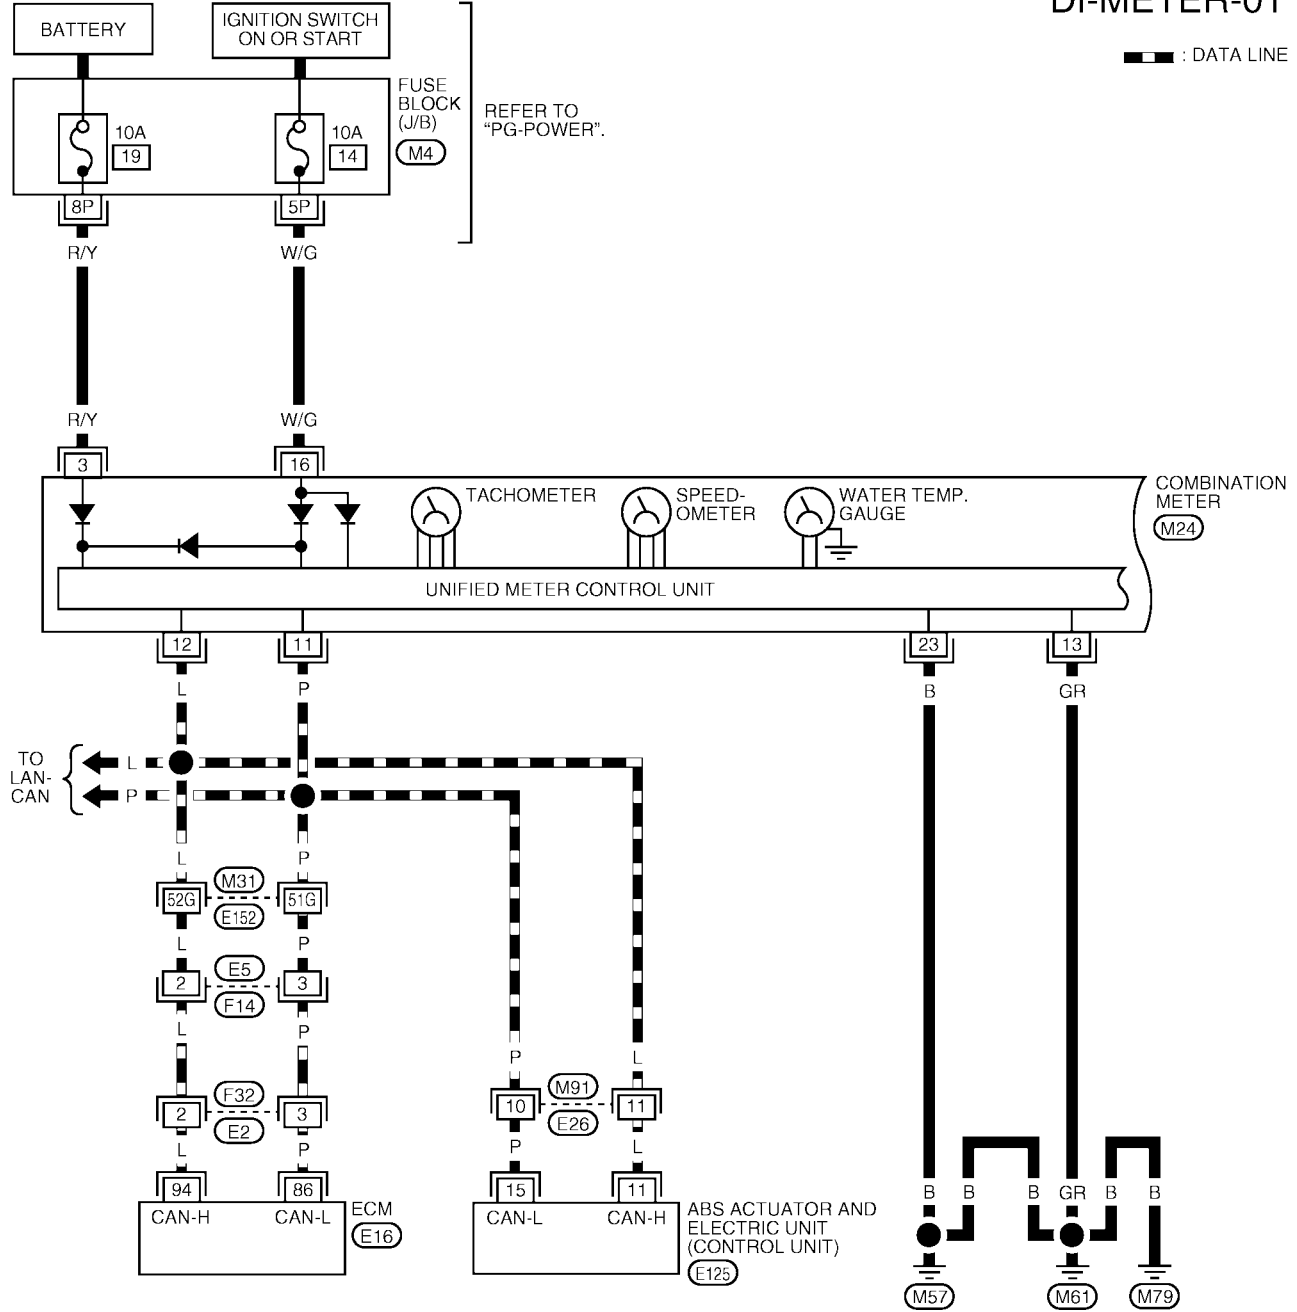 DI-METER-01
: DATA LINE
BATTERY
IGNITION SWITCH
ON OR START
FUSE
BLOCK
(J/B)
M4
REFER TO
“PG-POWER”.
10A
19
10A
14
8P
5P
R/Y
W/G
R/Y
W/G
3
16
TACHOMETER
SPEED-
OMETER
WATER TEMP.
GAUGE
COMBINATION
METER
M24
UNIFIED METER CONTROL UNIT
12
11
23
13
L
P
B
GR
TO
LAN-
CAN
L
P
L
P
M31
52G
51G
E152
L
P
E5
2
3
F14
L
P
P
L
F32
2
3
E2
M91
10
11
E26
L
P
P
L
94
86
15
11
CAN-H
CAN-L
ECM
E16
CAN-L
CAN-H
ABS ACTUATOR AND
ELECTRIC UNIT
(CONTROL UNIT)
E125
B
B
B
GR
B
B
M57
M61
M79